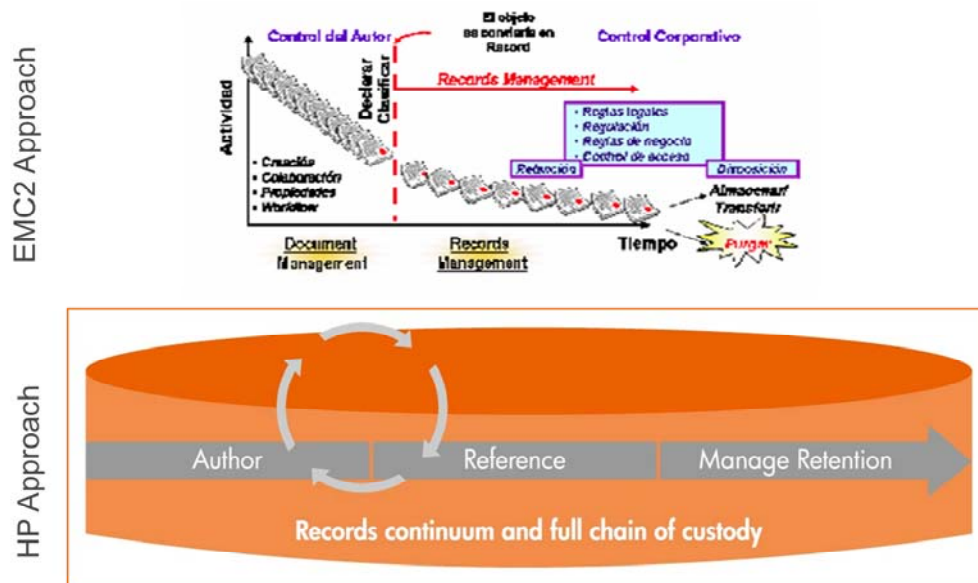 EMC2 Approach
El objeto
se convierte en
Record
Control del Autor
Control Corporativo
Declarar
Clasificar
Records Management
Actividad
• Reglas legales
• Regulación
• Reglas de negocio
• Control de acceso
Retención
Disposición
• Creación
• Colaboración
• Propiedades
• Workflow
Transferir
Purgar
Tiempo
Document
Management
Records
Management
HP Approach
Author
Reference
Manage Retention
Records continuum and full chain of custody